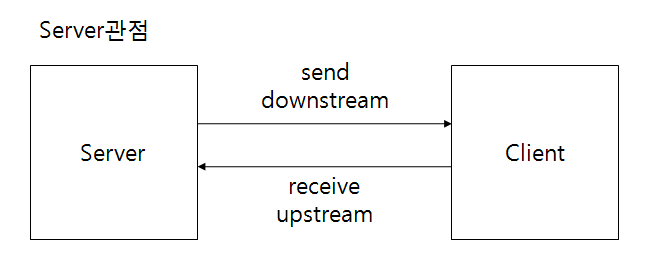 Server관점
send
downstream
Server
Client
receive
upstream